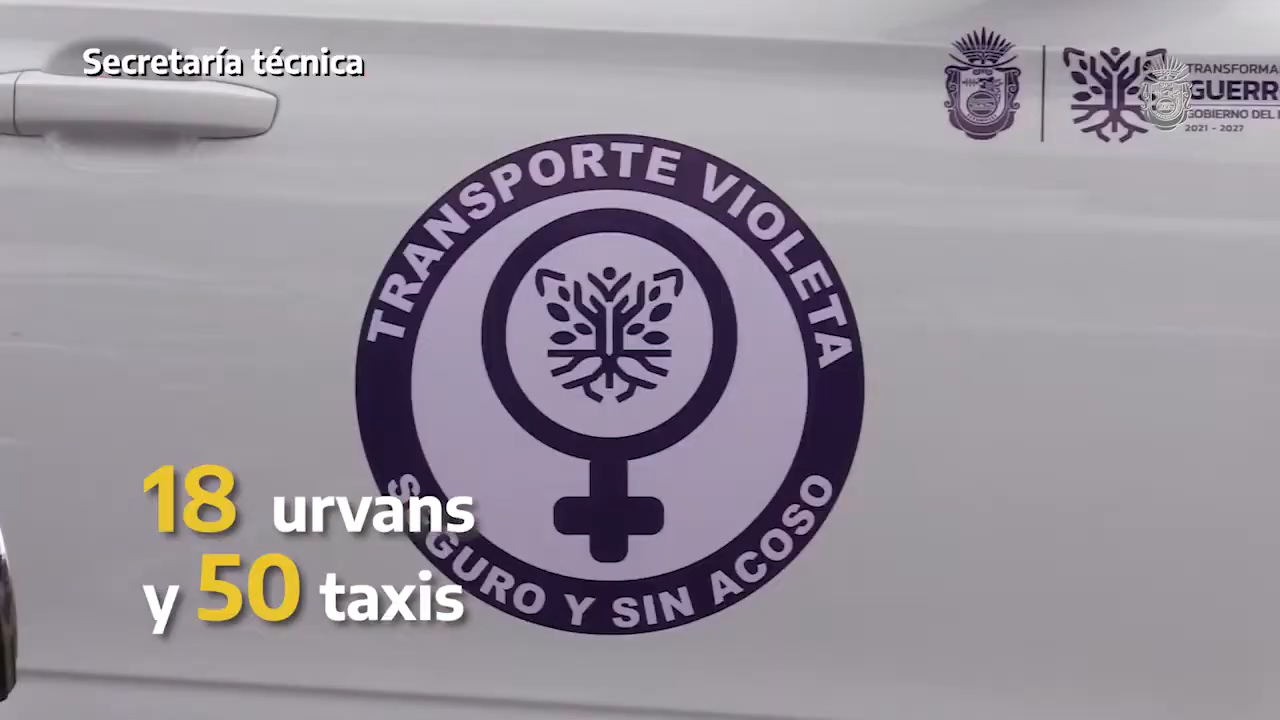 Secretaría técnica
TRANSFORMA
GUERR
GOBIERNO DEL
2021 - 2027
TRANSPORTE VIOLETA
SEGURO Y SIN ACOSO
18 urvans
y 50 taxis